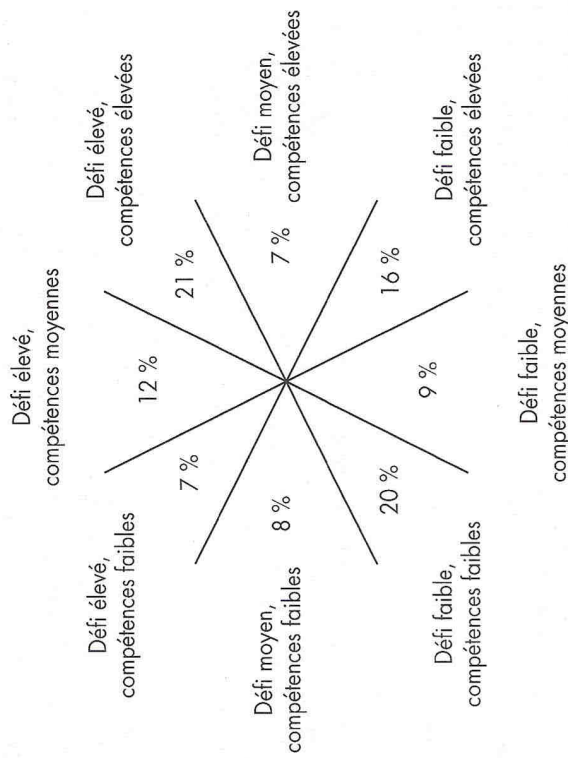 Défi élevé,
compétences moyennes
Défi élevé,
compétences faibles
Défi élevé,
compétences élevées
12 %
7 %
21 %
Défi moyen,
compétences faibles
8 %
7 %
Défi moyen,
compétences élevées
20 %
16 %
9 %
Défi faible,
compétences faibles
Défi faible,
compétences élevées
Défi faible,
compétences moyennes